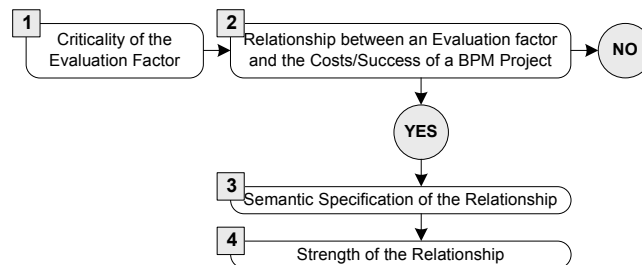 1
Criticality of the
Evaluation Factor
2
Relationship between an Evaluation factor
and the Costs/Success of a BPM Project
NO
YES
3
Semantic Specification of the Relationship
4
Strength of the Relationship